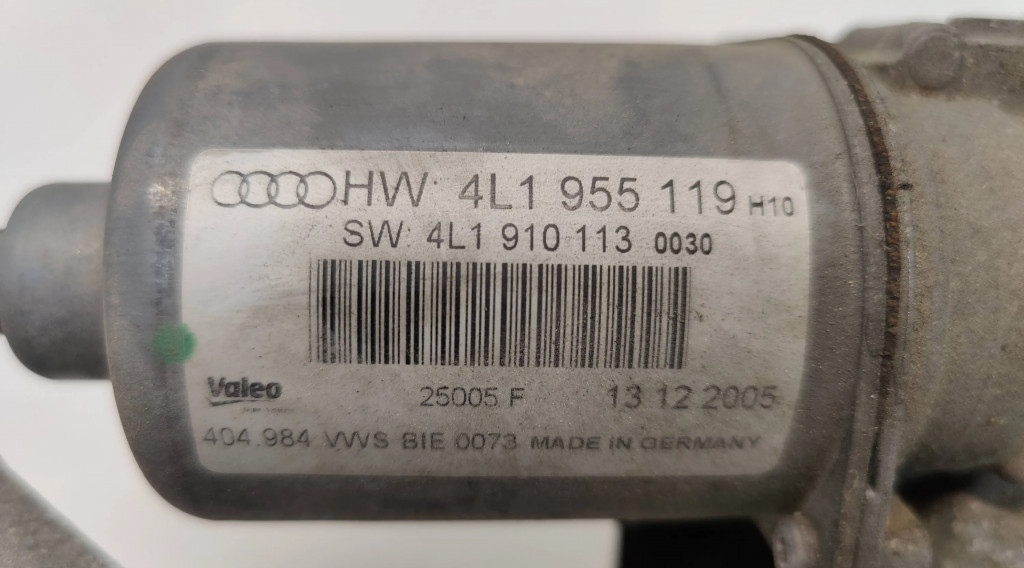 HW: 4L1 955 119 H10
SW: 4L1 910 113 0030
Valeo
25005 F 13 12 2005
404.984 VWS BIE 0073 MADE IN GERMANY